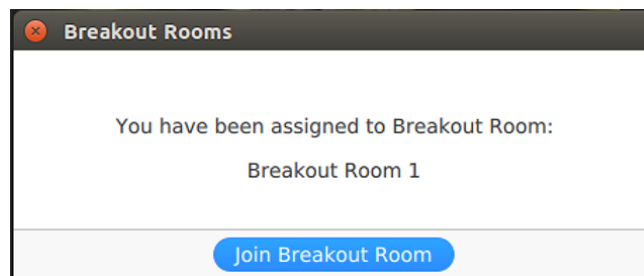 Breakout Rooms
You have been assigned to Breakout Room:
Breakout Room 1
Join Breakout Room